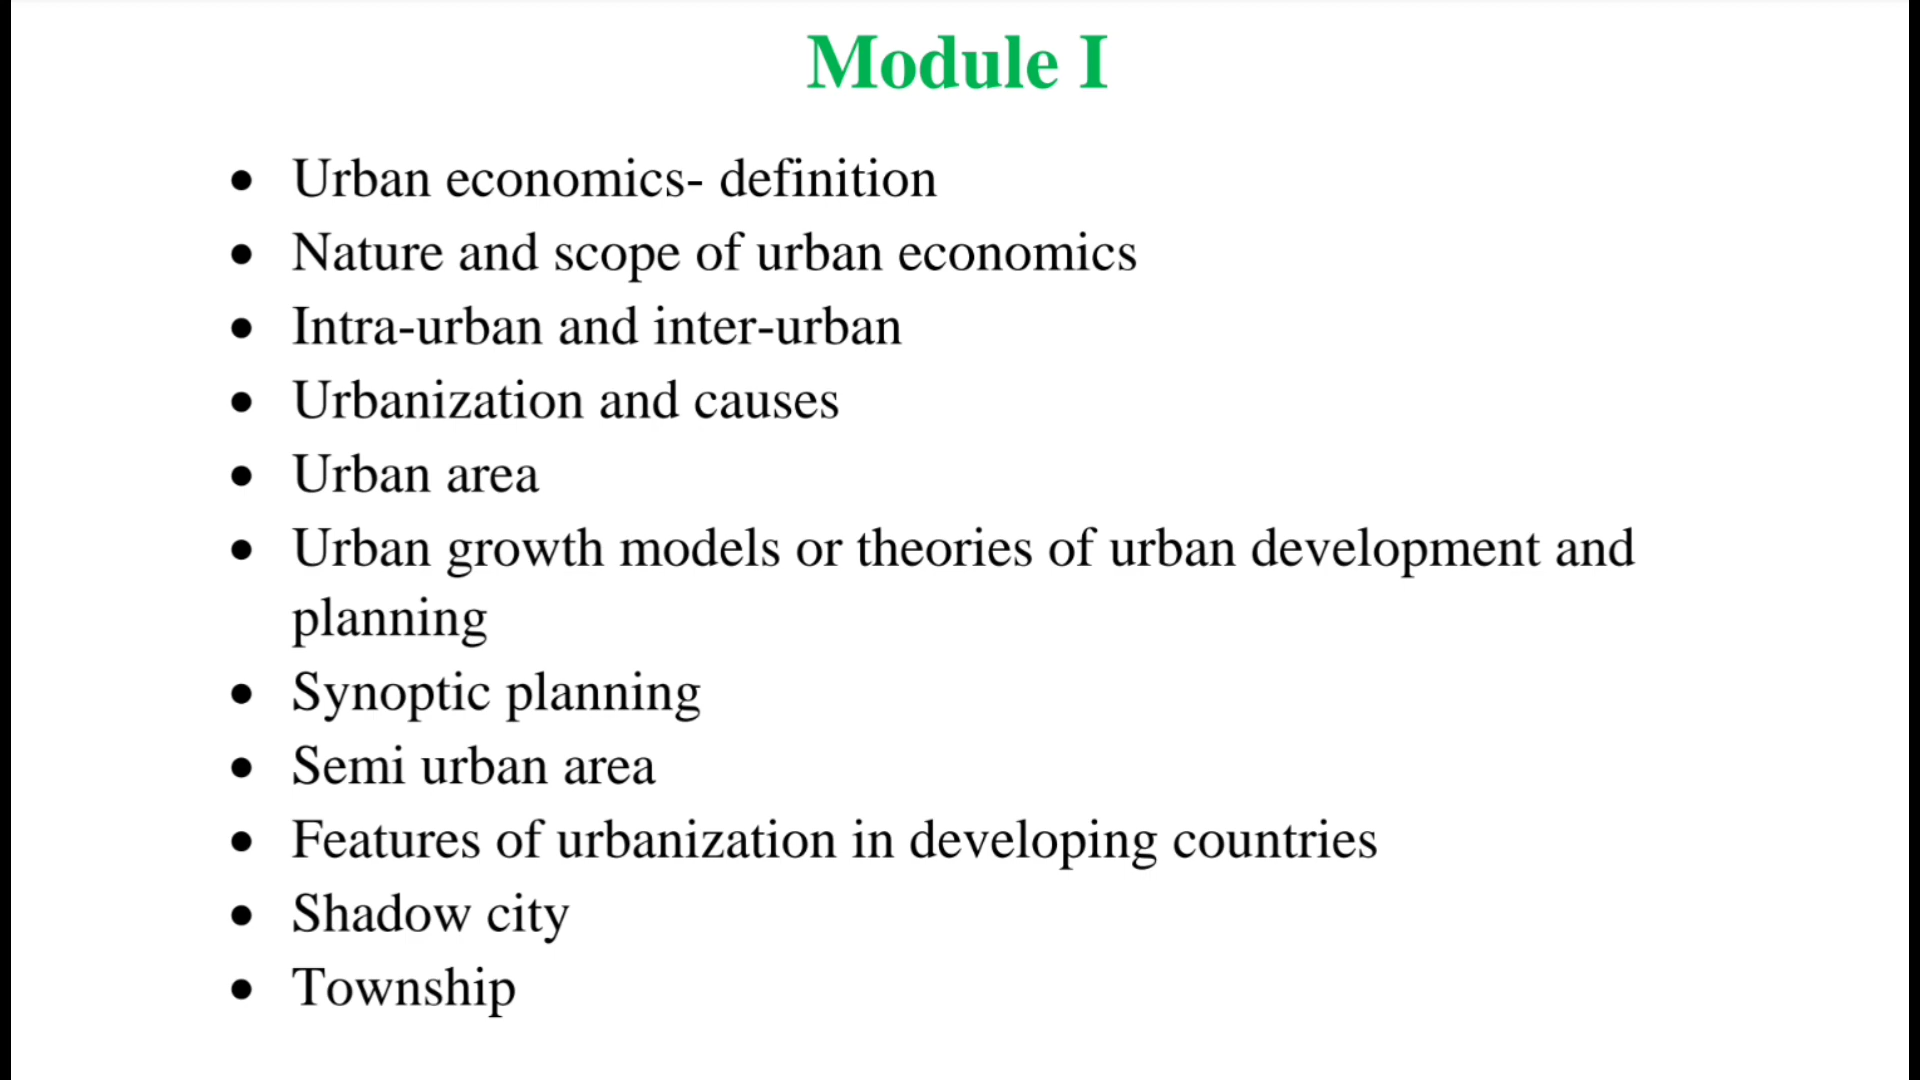 Module I
• Urban economics- definition
• Nature and scope of urban economics
• Intra-urban and inter-urban
• Urbanization and causes
• Urban area
• Urban growth models or theories of urban development and
planning
• Synoptic planning
• Semi urban area
• Features of urbanization in developing countries
• Shadow city
• Township